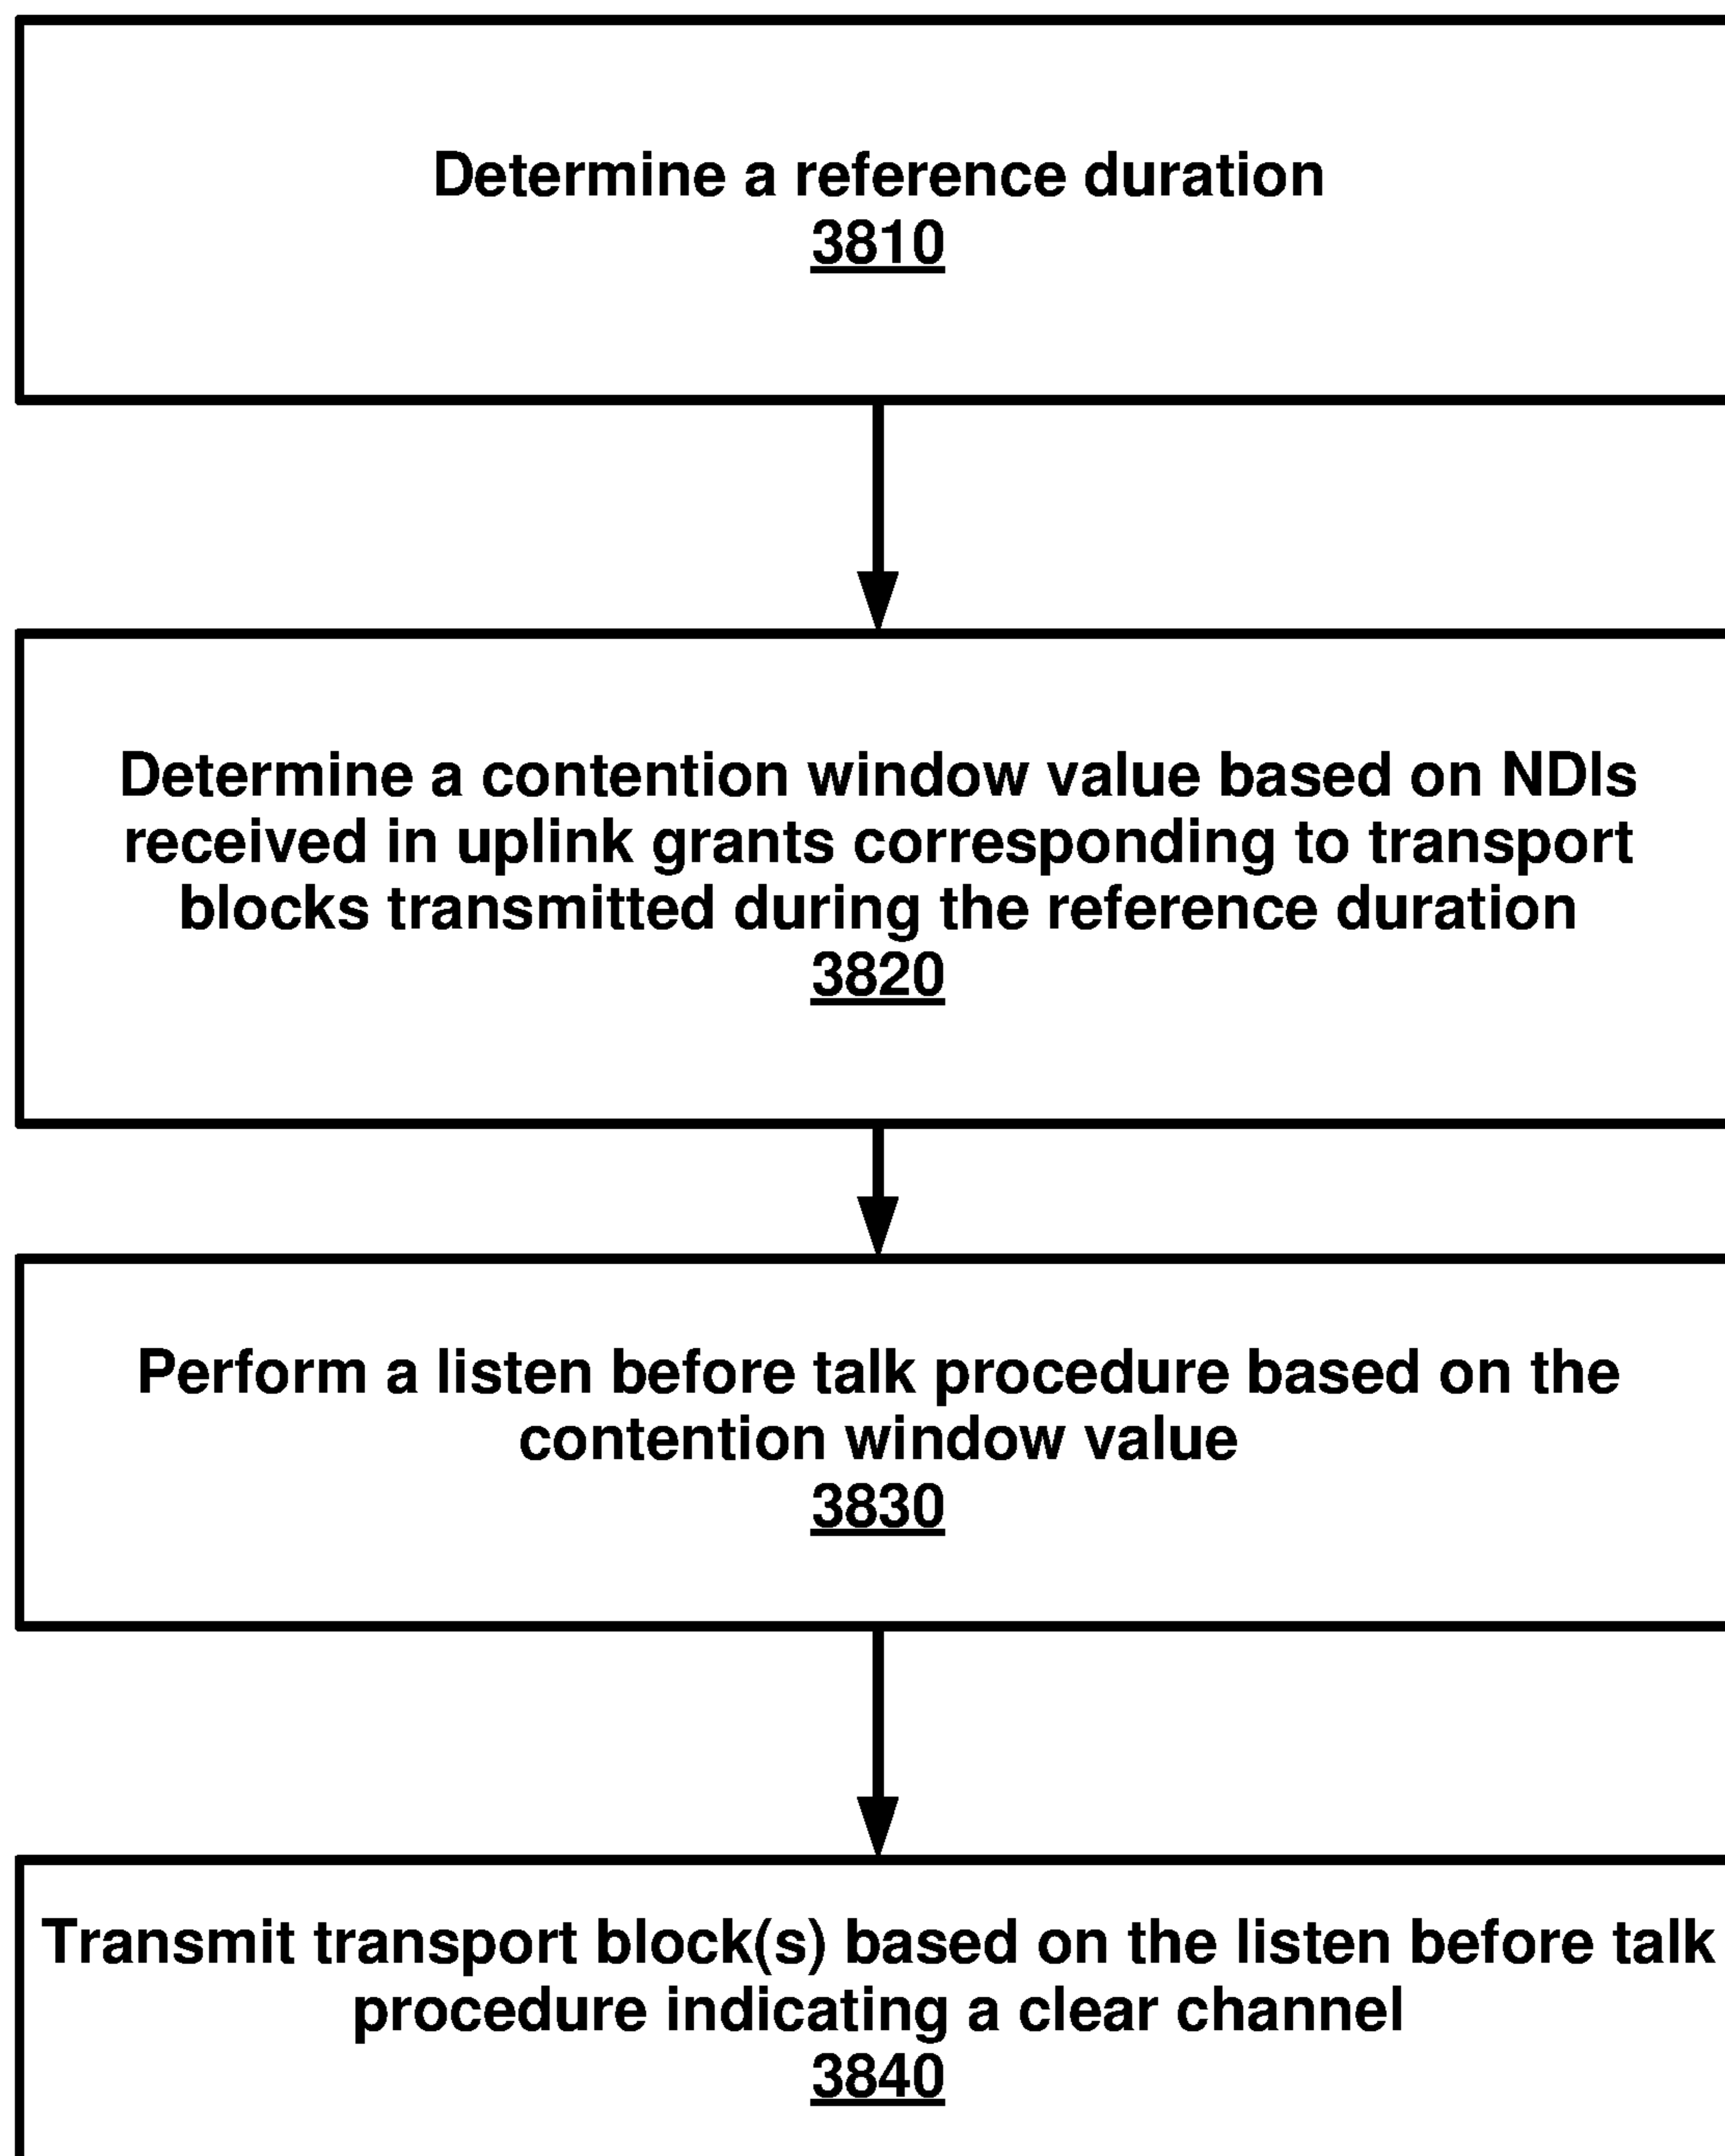 Determine a reference duration
3810
Determine a contention window value based on NDIs
received in uplink grants corresponding to transport
blocks transmitted during the reference duration
3820
Perform a listen before talk procedure based on the
contention window value
3830
Transmit transport block(s) based on the listen before talk
procedure indicating a clear channel
3840